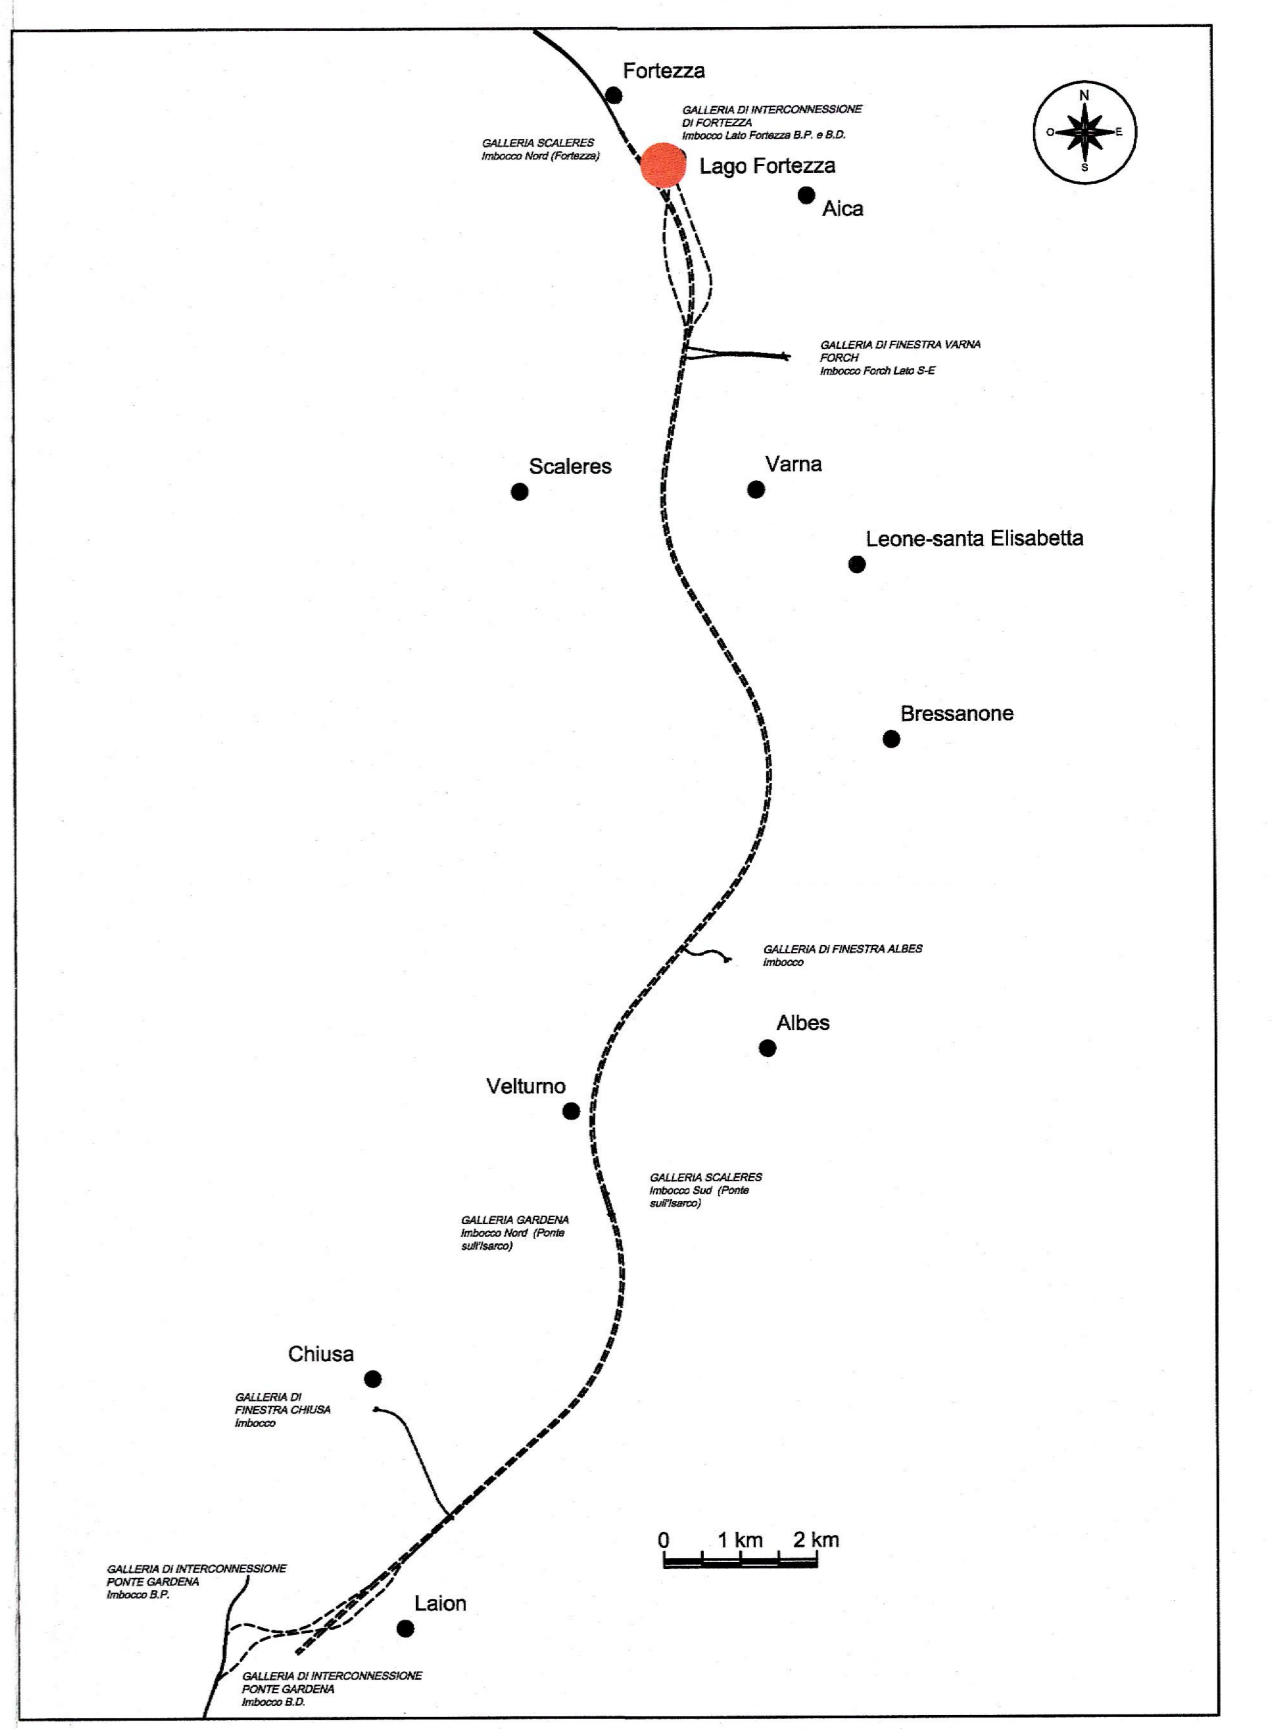 Fortezza
GALLERIA DI INTERCONNESSIONE
DI FORTEZZA
Imbocco Lato Fortezza B.P. e B.D.
N
O
E
S
GALLERIA SCALERES
Imbocco Nord (Fortezza)
Lago Fortezza
Aica
GALLERIA DI FINESTRA VARNA
FORCH
Imbocco Forch Lato S-E
Scaleres
Varna
Leone-santa Elisabetta
Bressanone
GALLERIA DI FINESTRA ALBES
imbocco
Albes
Velturno
GALLERIA SCALERES
Imbocco Sud (Ponte
sull'Isarco)
GALLERIA GARDENA
Imbocco Nord (Ponte
sull'Isarco)
Chiusa
GALLERIA DI
FINESTRA CHIUSA
Imbocco
0 1 km 2 km
GALLERIA DI INTERCONNESSIONE
PONTE GARDENA
Imbocco B.P.
Laion
GALLERIA DI INTERCONNESSIONE
PONTE GARDENA
Imbocco B.D.